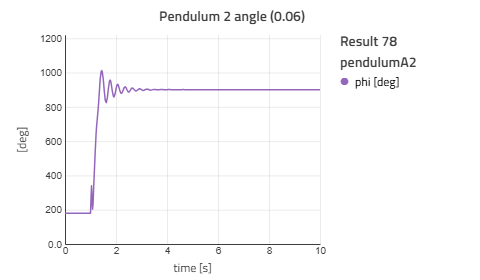 Pendulum 2 angle (0.06)
Result 78
pendulumA2
phi [deg]
[deg]
1200
1000
800
600
400
200
0.0
0 2 4 6 8 10
time [s]